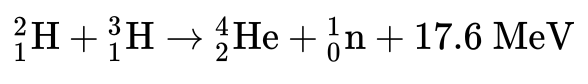 ²₁H + ³₁H → ⁴₂He + ¹₀n + 17.6 MeV